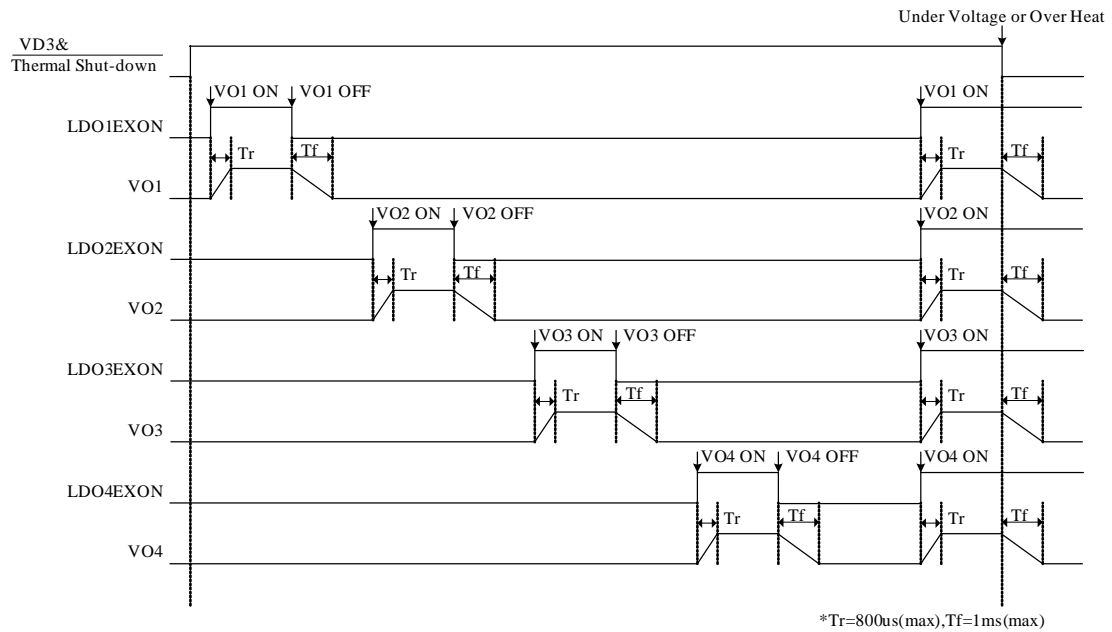 Under Voltage or Over Heat
VD3&
Thermal Shut-down
VO1 ON VO1 OFF VO1 ON
LDO1EXON
Tr Tf Tr Tf
VO1
VO2 ON VO2 OFF VO2 ON
LDO2EXON
Tr Tf Tr Tf
VO2
VO3 ON VO3 OFF VO3 ON
LDO3EXON
Tr Tf Tr Tf
VO3
VO4 ON VO4 OFF VO4 ON
LDO4EXON
Tr Tf Tr Tf
VO4
*Tr=800us(max),Tf=1ms(max)